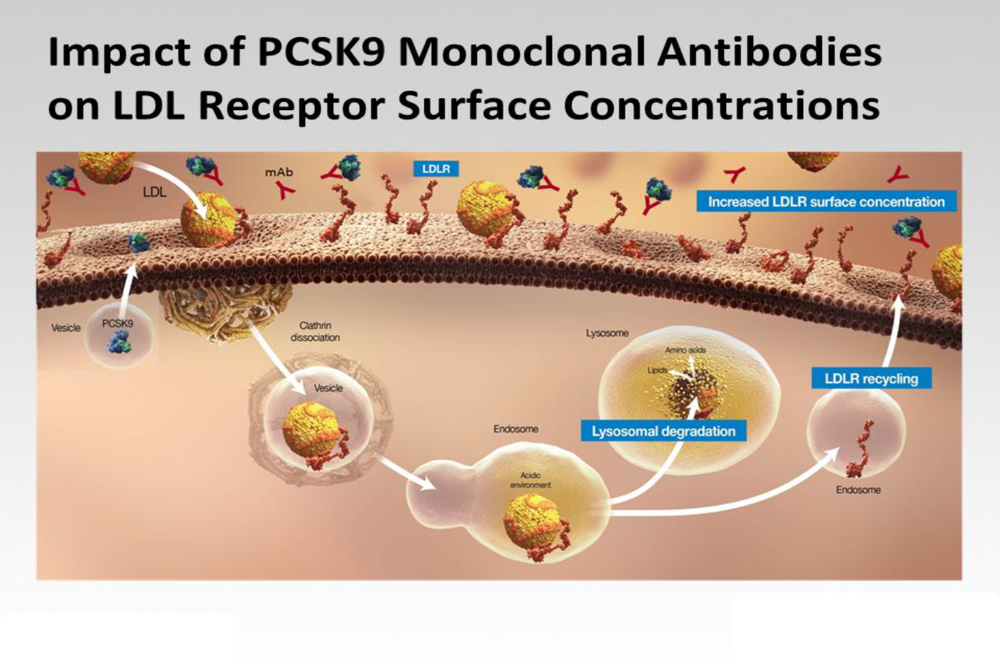 Impact of PCSK9 Monoclonal Antibodies
on LDL Receptor Surface Concentrations
LDL
mAb
LDLR
Increased LDLR surface concentration
Vesicle
PCSK9
Clathrin
dissociation
Vesicle
Endosome
Acidic
environment
Lysosome
Amino acids
Lipids
Lysosomal degradation
LDLR recycling
Endosome